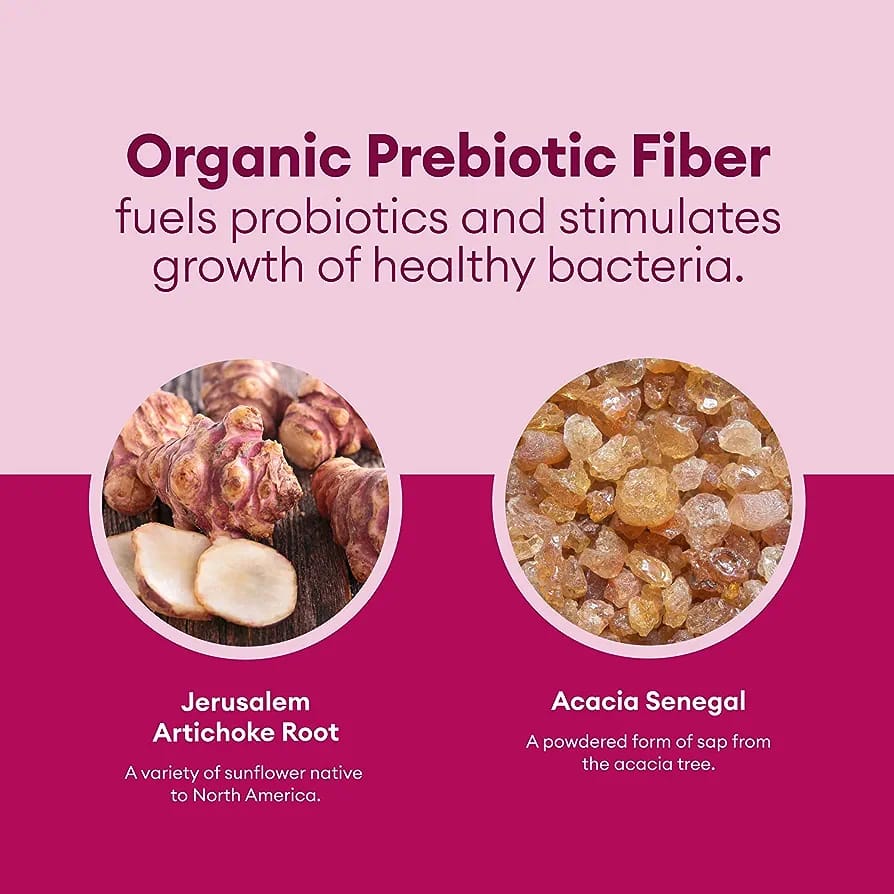 Organic Prebiotic Fiber
fuels probiotics and stimulates
growth of healthy bacteria.
Jerusalem
Artichoke Root
A variety of sunflower native
to North America.
Acacia Senegal
A powdered form of sap from
the acacia tree.